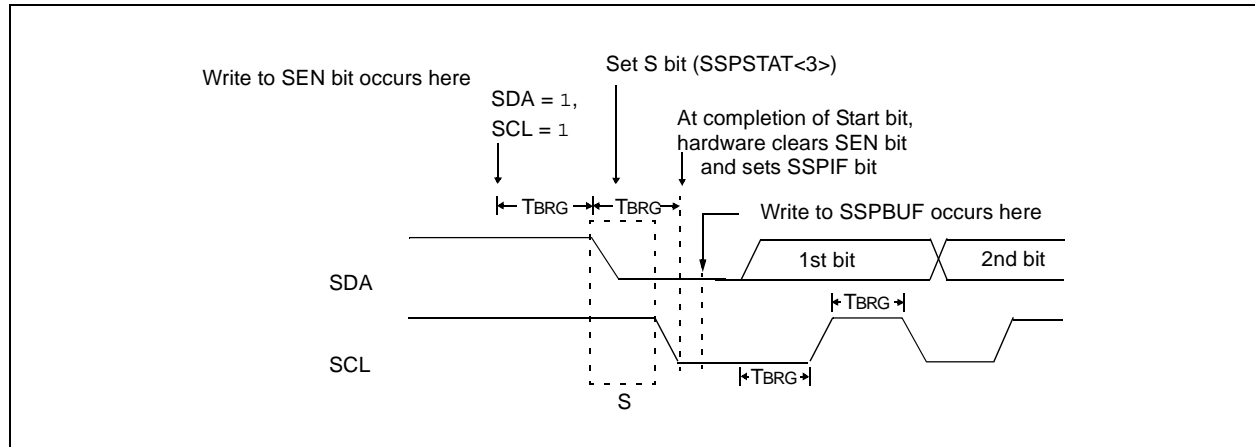 Write to SEN bit occurs here
Set S bit (SSPSTAT<3>)
SDA = 1,
SCL = 1
At completion of Start bit,
hardware clears SEN bit
and sets SSPIF bit
TBRG TBRG
Write to SSPBUF occurs here
SDA
1st bit 2nd bit
TBRG
SCL
TBRG
S